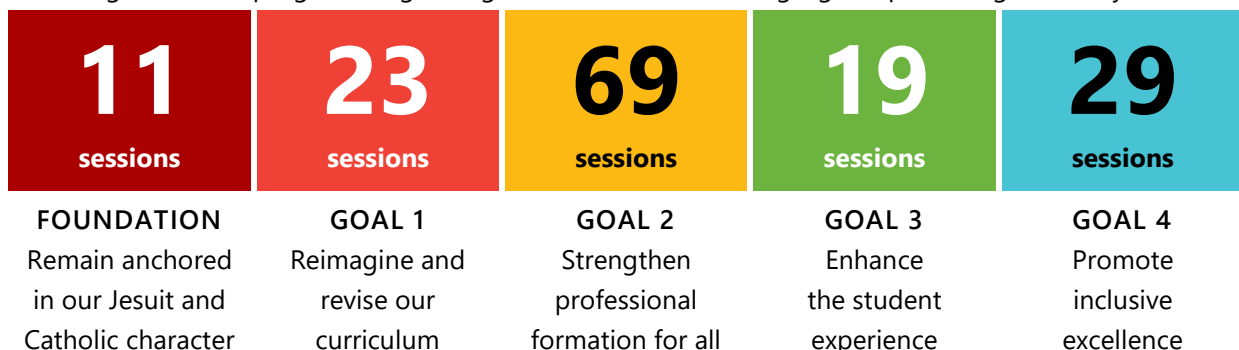 11
sessions
FOUNDATION
Remain anchored
in our Jesuit and
Catholic character
23
sessions
GOAL 1
Reimagine and
revise our
curriculum
69
sessions
GOAL 2
Strengthen
professional
formation for all
19
sessions
GOAL 3
Enhance
the student
experience
29
sessions
GOAL 4
Promote
inclusive
excellence